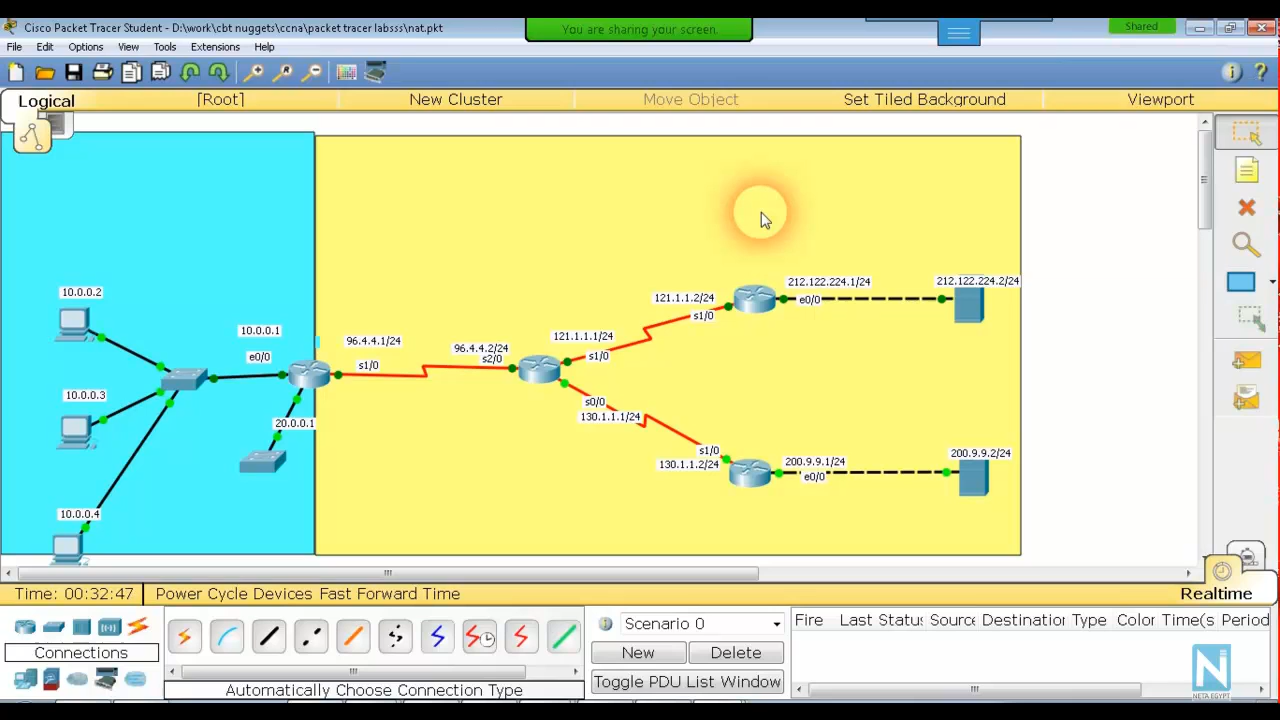 Cisco Packet Tracer Student - D:\work\cbt nuggets\ccna\packet tracer labsss\nat.pkt
You are sharing your screen.
Shared
File Edit Options View Tools Extensions Help
Logical
[Root]
New Cluster
Move Object
Set Tiled Background
Viewport
212.122.224.1/24
212.122.224.2/24
10.0.0.2
121.1.1.2/24
e0/0
s1/0
10.0.0.1
96.4.4.1/24
121.1.1.1/24
96.4.4.2/24
e0/0
s1/0
s2/0
s1/0
10.0.0.3
s0/0
130.1.1.1/24
20.0.0.1
s1/0
200.9.9.2/24
130.1.1.2/24
200.9.9.1/24
e0/0
10.0.0.4
Time: 00:32:47
Power Cycle Devices Fast Forward Time
Realtime
Scenario 0
Fire Last Status Source Destination Type Color Time(s Period
Connections
New
Delete
Toggle PDU List Window
Automatically Choose Connection Type
NETA EGYPT